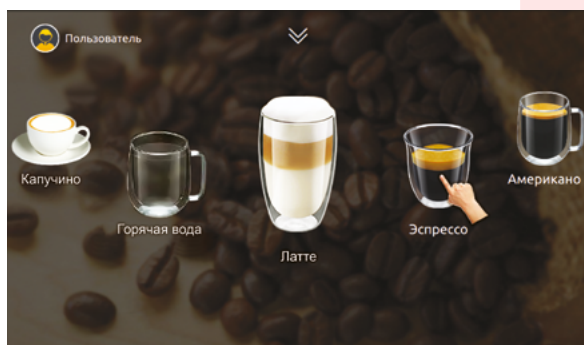 Пользователь
Капучино
Горячая вода
Латте
Эспрессо
Американо